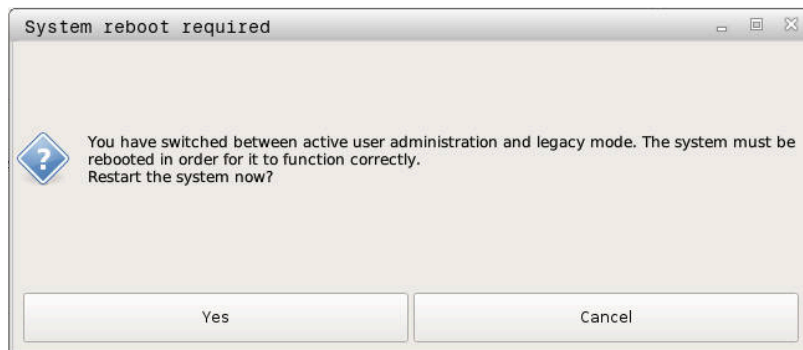 System reboot required
You have switched between active user administration and legacy mode. The system must be
rebooted in order for it to function correctly.
Restart the system now?
Yes
Cancel